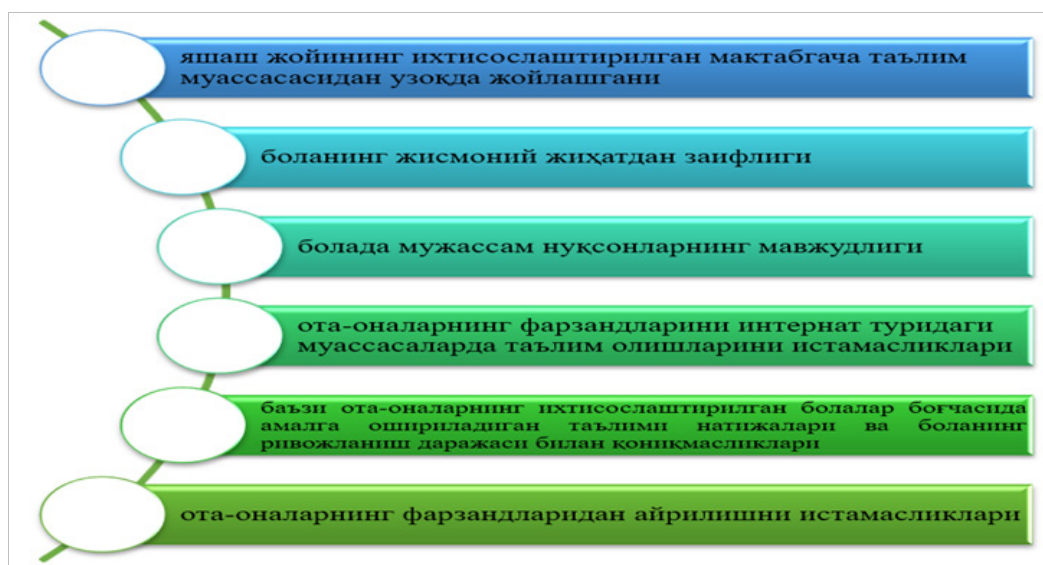 яшаш жойининг ихтисослаштирилган мактабгача таълим
муассасасидан узоқда жойлашгани
боланинг жисмоний жиҳатдан заифлиги
болада мужассам нуқсонларнинг мавжудлиги
ота-оналарнинг фарзандларини интернат туридаги
муассасаларда таълим олишларини истамасликлари
баъзи ота-оналарнинг ихтисослаштирилган болалар боғчасида
амалга ошириладиган таълими натижалари ва боланинг
ривожланиш даражаси билан қониқмасликлари
ота-оналарнинг фарзандларидан айрилишни истамасликлари